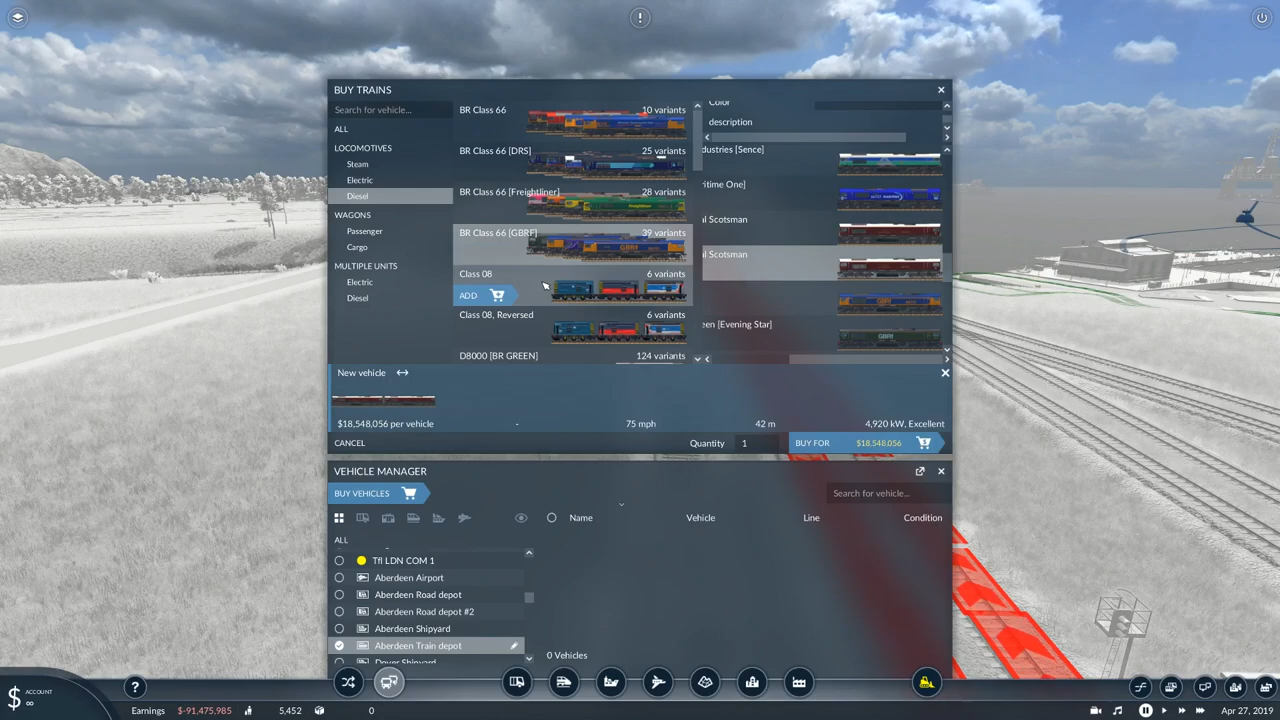 BUY TRAINS
Search for vehicle...
ALL
LOCOMOTIVES
Steam
Electric
Diesel
WAGONS
Passenger
Cargo
MULTIPLE UNITS
Electric
Diesel
BR Class 66 10 variants
BR Class 66 [DRS] 25 variants
BR Class 66 [Freightliner] 28 variants
BR Class 66 [GBRF] 39 variants
Class 08 6 variants
ADD
Class 08, Reversed 6 variants
D8000 [BR GREEN] 124 variants
Color
description
dustries [Sence]
itime One]
l Scotsman
l Scotsman
een [Evening Star]
New vehicle
$18,548,056 per vehicle - 75 mph 42 m 4,920 kW, Excellent
CANCEL Quantity 1 BUY FOR $18,548,056
VEHICLE MANAGER
BUY VEHICLES Search for vehicle...
Name Vehicle Line Condition
ALL
Tfl LDN COM 1
Aberdeen Airport
Aberdeen Road depot
Aberdeen Road depot #2
Aberdeen Shipyard
Aberdeen Train depot
Dover Shipyard
0 Vehicles
$ ACCOUNT ∞
?
Earnings $-91,475,985 5,452 0 Apr 27, 2019